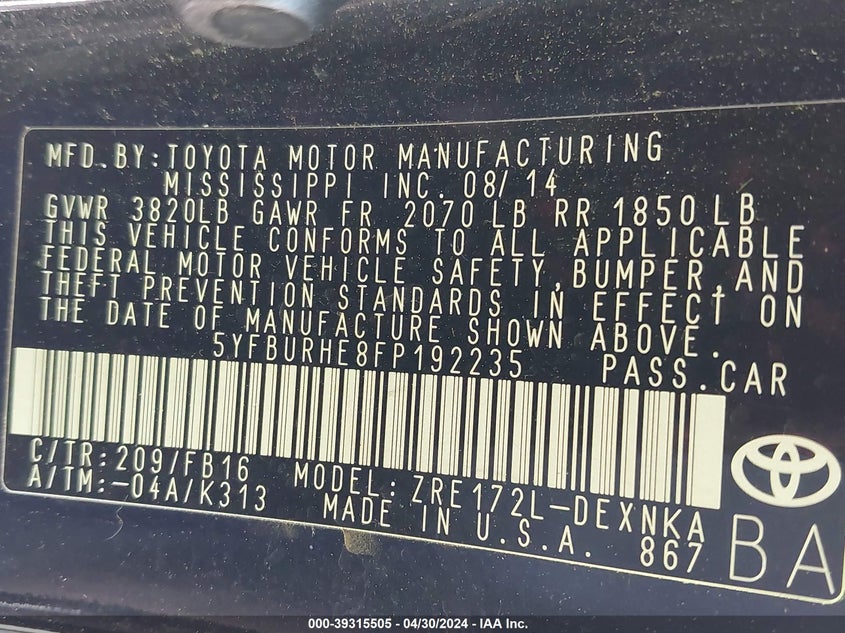 MFD.BY:TOYOTA MOTOR MANUFACTURING
MISSISSIPPI INC. 08/14
GVWR 3820LB GAWR FR 2070 LB RR 1850 LB
THIS VEHICLE CONFORMS TO ALL APPLICABLE
FEDERAL MOTOR VEHICLE SAFETY,BUMPER,AND
THEFT PREVENTION STANDARDS IN EFFECT ON
THE DATE OF MANUFACTURE SHOWN ABOVE.
5YFBURHE8FP192235 PASS.CAR
C/TR:209/FB16 MODEL:ZRE172L-DEXNKA
A/TM:-04A/K313 MADE IN U.S.A. 867
BA
000-39315505 - 04/30/2024 - IAA Inc.